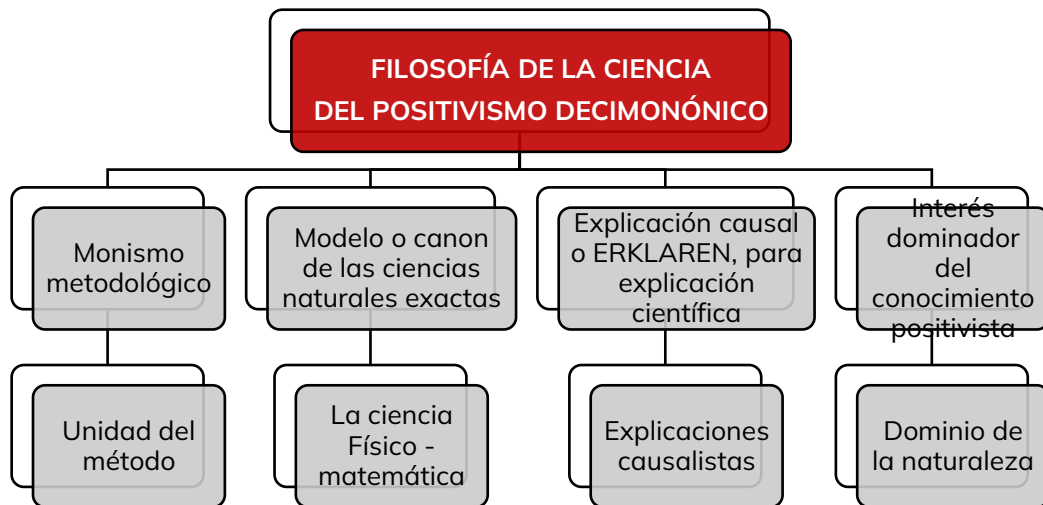 FILOSOFÍA DE LA CIENCIA
DEL POSITIVISMO DECIMONÓNICO
Monismo
metodológico
Modelo o canon
de las ciencias
naturales exactas
Explicación causal
o ERKLAREN, para
explicación
científica
Interés
dominador
del
conocimiento
positivista
Unidad del
método
La ciencia
Físico -
matemática
Explicaciones
causalistas
Dominio de
la naturaleza